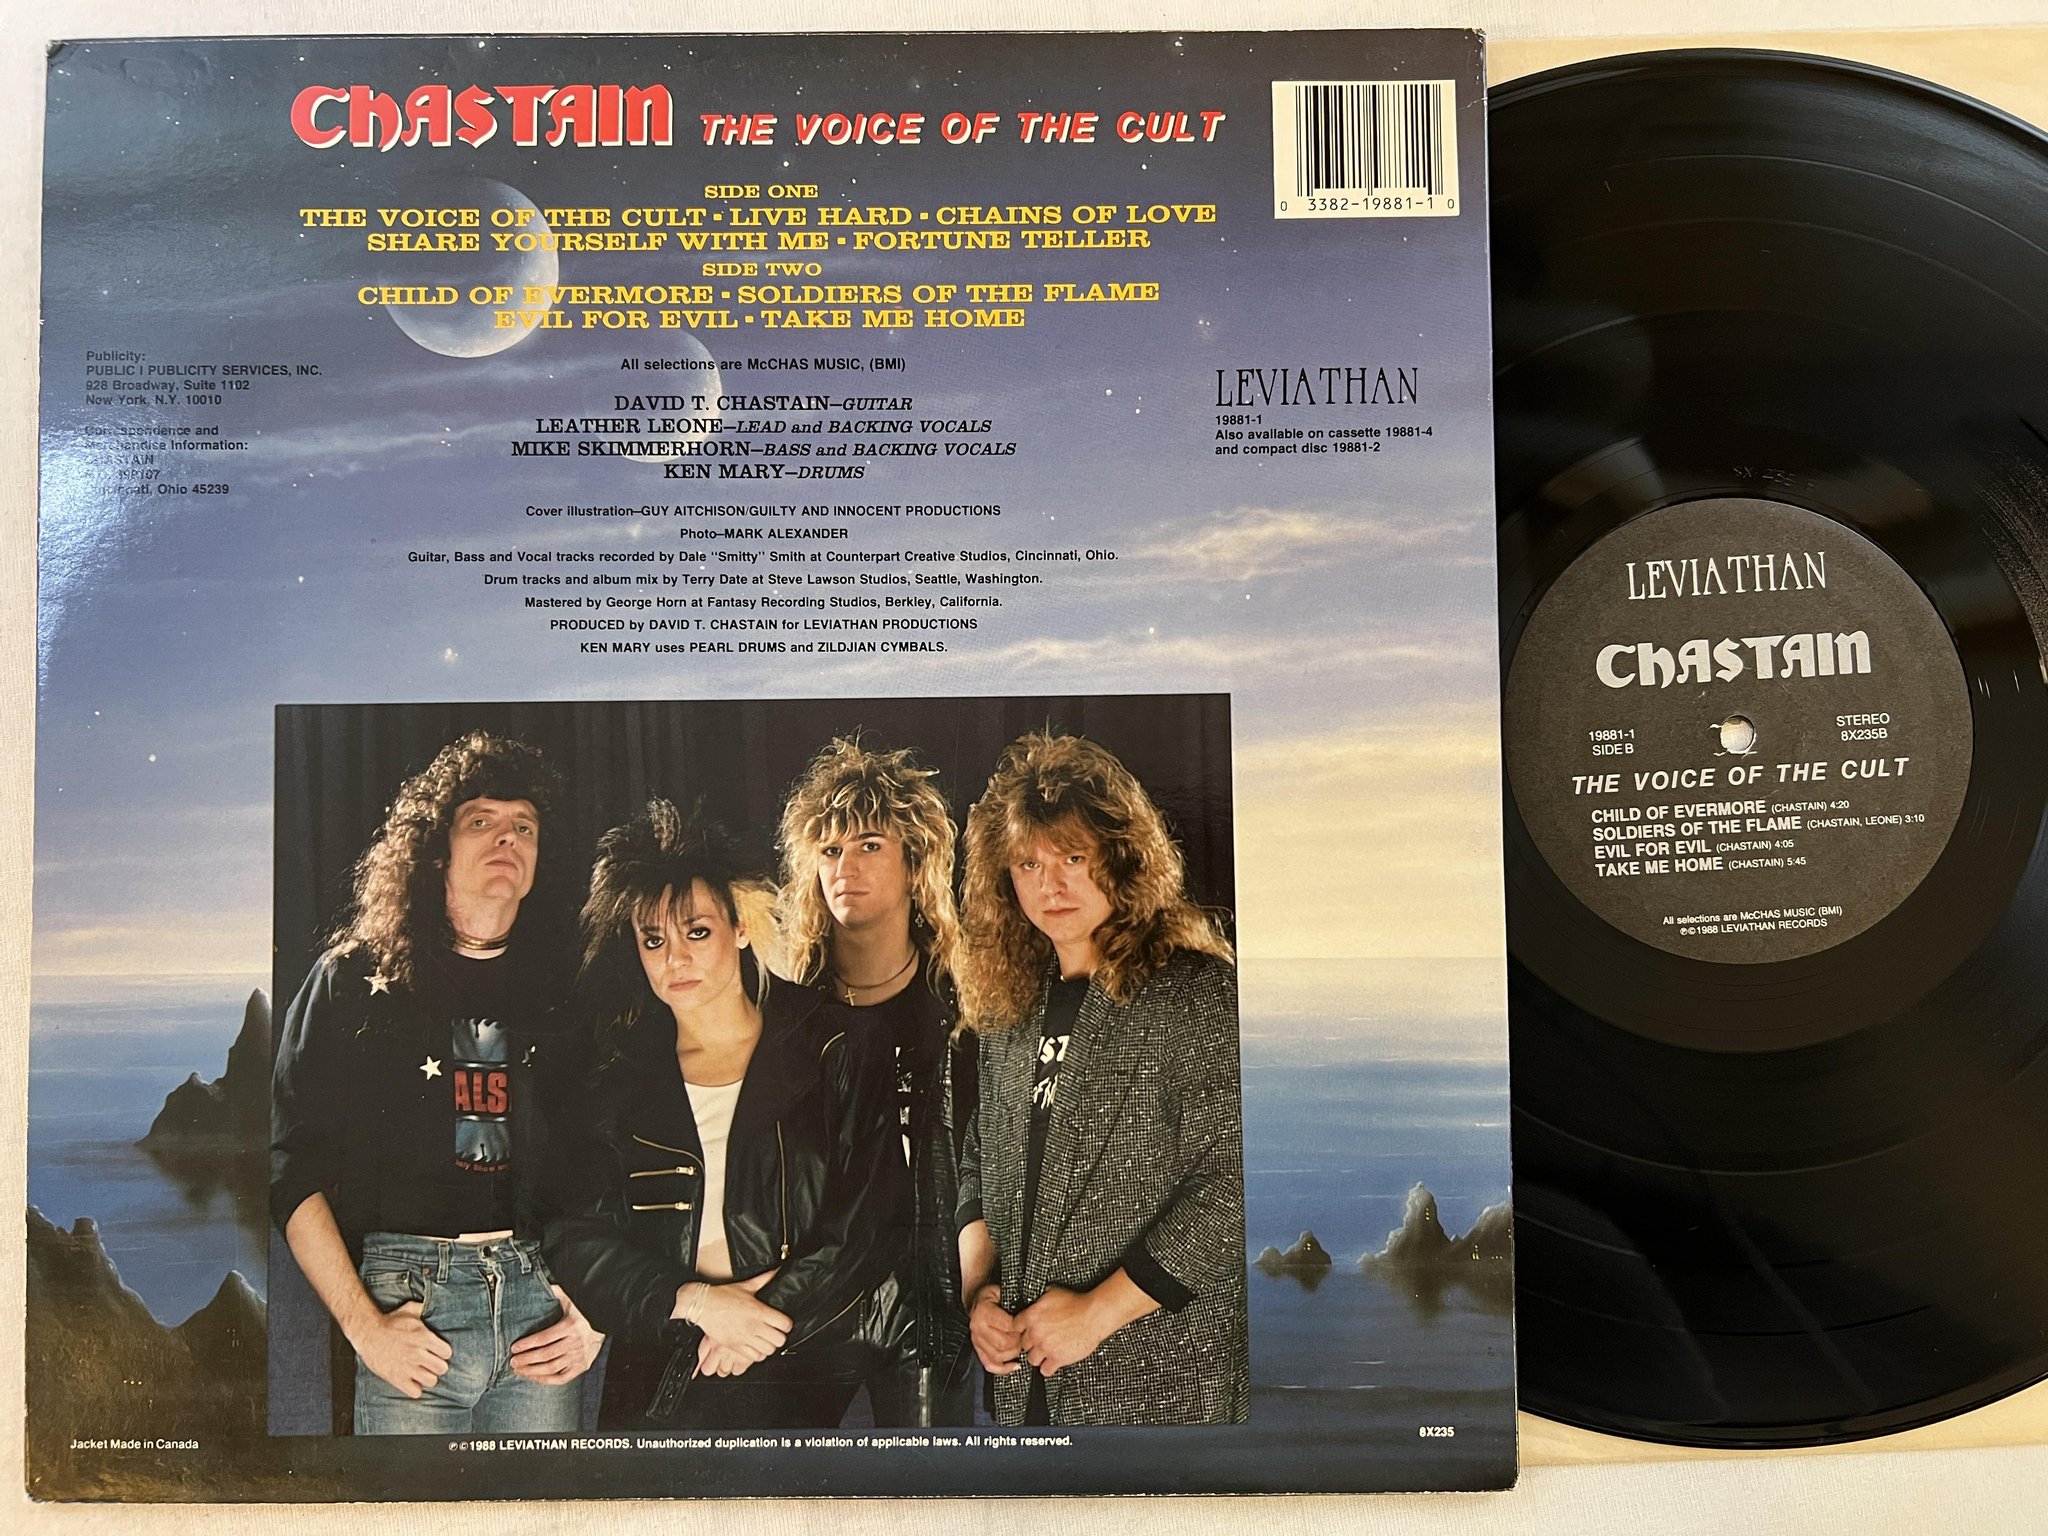 CHASTAIN THE VOICE OF THE CULT
SIDE ONE
THE VOICE OF THE CULT ▪ LIVE HARD ▪ CHAINS OF LOVE
SHARE YOURSELF WITH ME ▪ FORTUNE TELLER
SIDE TWO
CHILD OF EVERMORE ▪ SOLDIERS OF THE FLAME
EVIL FOR EVIL ▪ TAKE ME HOME
0 3382-19881-1 0
Publicity:
PUBLIC I PUBLICITY SERVICES, INC.
928 Broadway, Suite 1102
New York, N.Y. 10010
Correspondence and
Merchandise Information:
CHASTAIN
Cincinnati, Ohio 45239
All selections are McCHAS MUSIC, (BMI)
DAVID T. CHASTAIN—GUITAR
LEATHER LEONE—LEAD and BACKING VOCALS
MIKE SKIMMERHORN—BASS and BACKING VOCALS
KEN MARY—DRUMS
LEVIATHAN
19881-1
Also available on cassette 19881-4
and compact disc 19881-2
Cover illustration—GUY AITCHISON/GUILTY AND INNOCENT PRODUCTIONS
Photo—MARK ALEXANDER
Guitar, Bass and Vocal tracks recorded by Dale "Smitty" Smith at Counterpart Creative Studios, Cincinnati, Ohio.
Drum tracks and album mix by Terry Date at Steve Lawson Studios, Seattle, Washington.
Mastered by George Horn at Fantasy Recording Studios, Berkley, California.
PRODUCED by DAVID T. CHASTAIN for LEVIATHAN PRODUCTIONS
KEN MARY uses PEARL DRUMS and ZILDJIAN CYMBALS.
ALS
Jacket Made in Canada
℗©1988 LEVIATHAN RECORDS. Unauthorized duplication is a violation of applicable laws. All rights reserved.
8X235
LEVIATHAN
CHASTAIN
19881-1
SIDE B
STEREO
8X235B
THE VOICE OF THE CULT
CHILD OF EVERMORE (CHASTAIN) 4:20
SOLDIERS OF THE FLAME (CHASTAIN, LEONE) 3:10
EVIL FOR EVIL (CHASTAIN) 4:05
TAKE ME HOME (CHASTAIN) 5:45
All selections are McCHAS MUSIC (BMI)
℗©1988 LEVIATHAN RECORDS